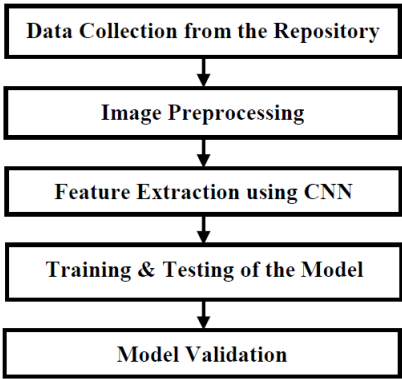 Data Collection from the Repository
Image Preprocessing
Feature Extraction using CNN
Training & Testing of the Model
Model Validation